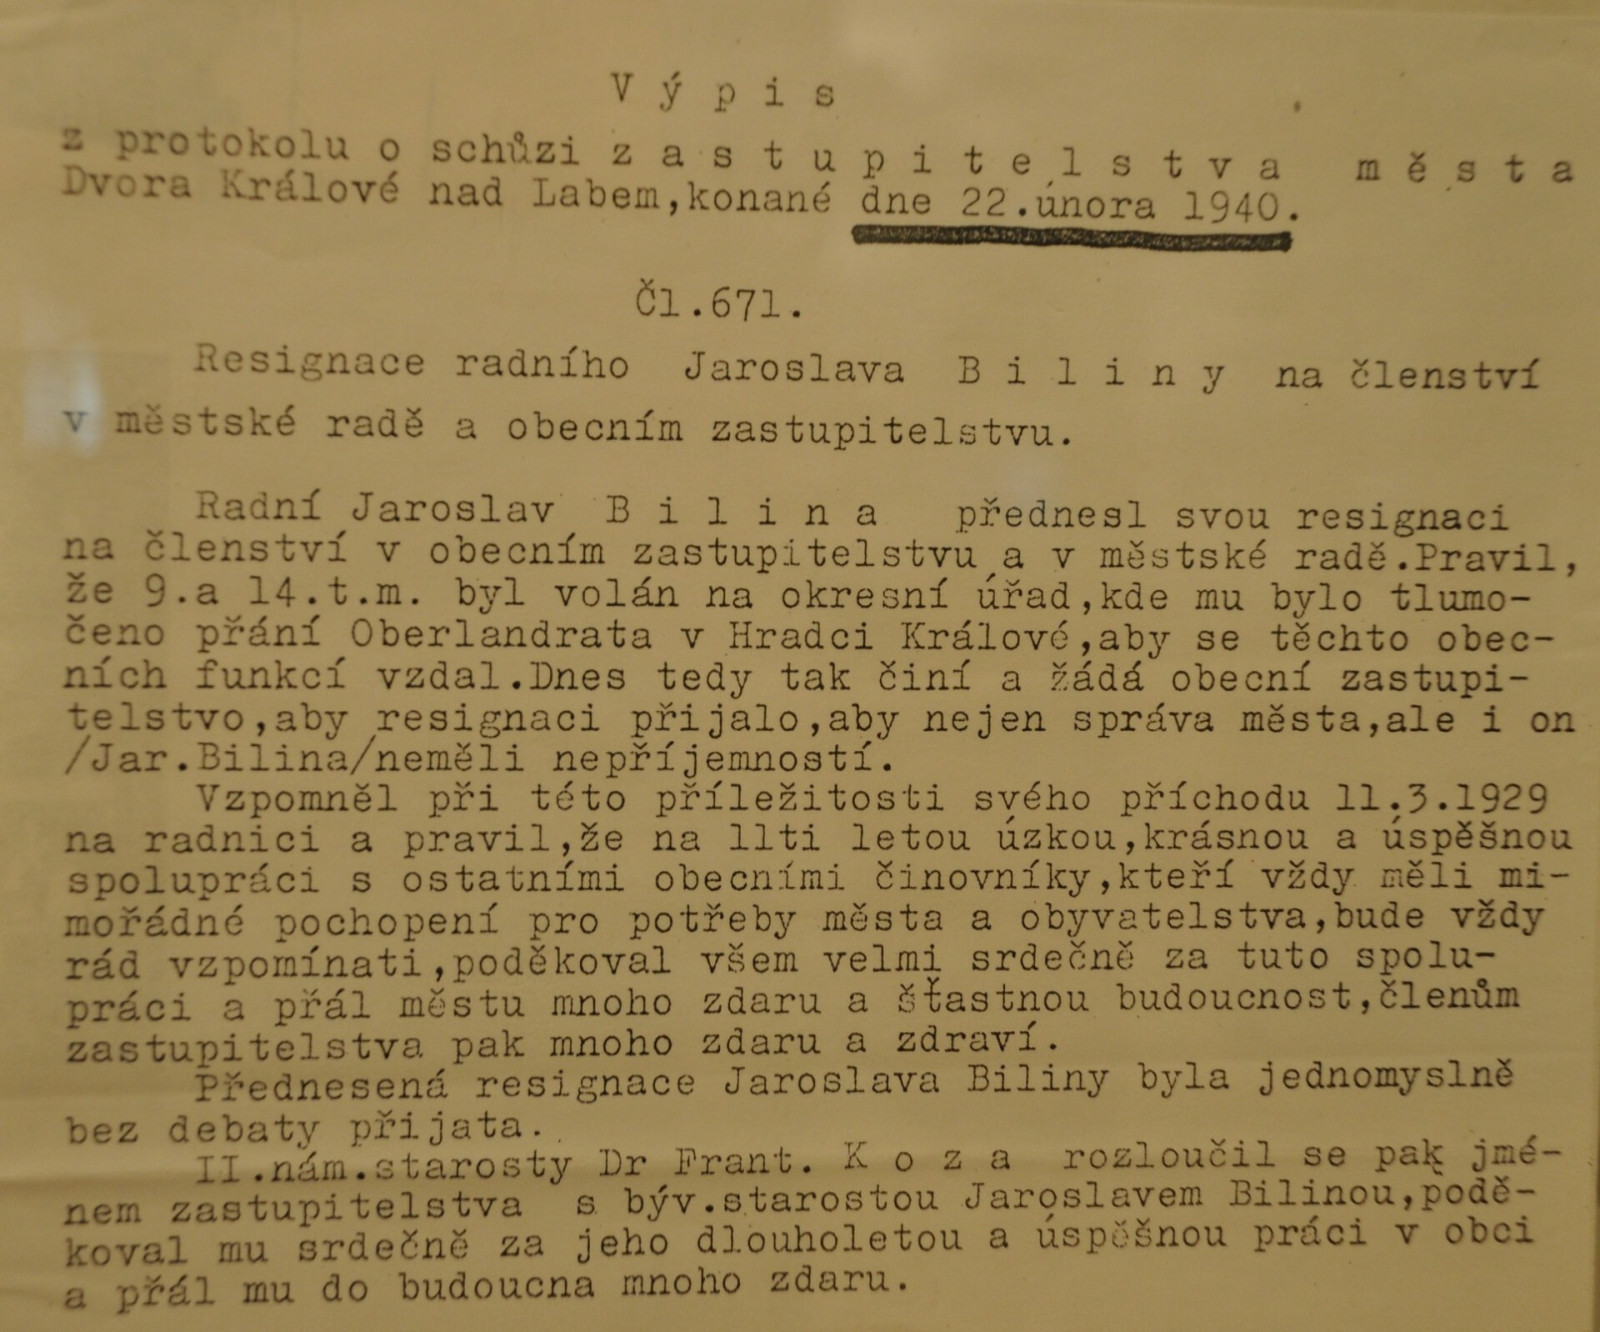 V ý p i s
z protokolu o schůzi z a s t u p i t e l s t v a m ě s t a
Dvora Králové nad Labem,konané dne 22.února 1940.
Čl.671.
Resignace radního Jaroslava B i l i n y na členství
v městské radě a obecním zastupitelstvu.
Radní Jaroslav B i l i n a přednesl svou resignaci
na členství v obecním zastupitelstvu a v městské radě.Pravil,
že 9.a 14.t.m. byl volán na okresní úřad,kde mu bylo tlumo-
čeno přání Oberlandrata v Hradci Králové,aby se těchto obec-
ních funkcí vzdal.Dnes tedy tak činí a žádá obecní zastupi-
telstvo,aby resignaci přijalo,aby nejen správa města,ale i on
/Jar.Bilina/neměli nepříjemností.
Vzpomněl při této příležitosti svého příchodu 11.3.1929
na radnici a pravil,že na 11ti letou úzkou,krásnou a úspěšnou
spolupráci s ostatními obecními činovníky,kteří vždy měli mi-
mořádné pochopení pro potřeby města a obyvatelstva,bude vždy
rád vzpomínati,poděkoval všem velmi srdečně za tuto spolu-
práci a přál městu mnoho zdaru a šťastnou budoucnost,členům
zastupitelstva pak mnoho zdaru a zdraví.
Přednesená resignace Jaroslava Biliny byla jednomyslně
bez debaty přijata.
II.nám.starosty Dr Frant. K o z a rozloučil se pak jmé-
nem zastupitelstva s býv.starostou Jaroslavem Bilinou,podě-
koval mu srdečně za jeho dlouholetou a úspěšnou práci v obci
a přál mu do budoucna mnoho zdaru.